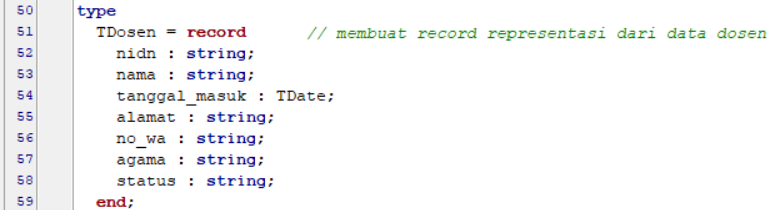 50 type
51 TDosen = record // membuat record representasi dari data dosen
52 nidn : string;
53 nama : string;
54 tanggal_masuk : TDate;
55 alamat : string;
56 no_wa : string;
57 agama : string;
58 status : string;
59 end;